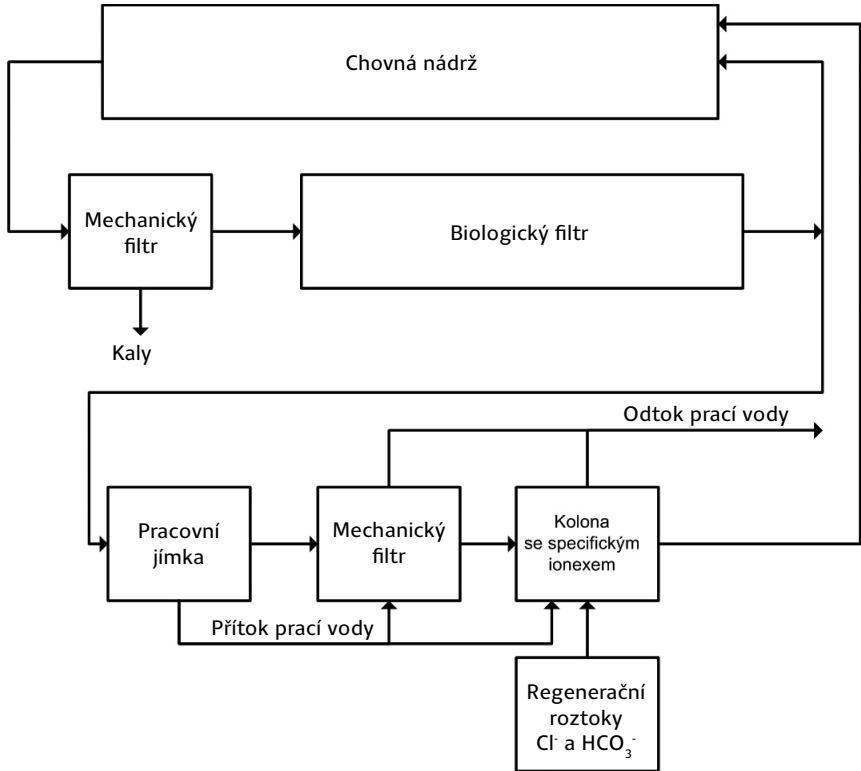 Chovná nádrž
Mechanický
filtr
Biologický filtr
Kaly
Odtok prací vody
Pracovní
jímka
Mechanický
filtr
Kolona
se specifickým
ionexem
Přítok prací vody
Regenerační
roztoky
Cl⁻ a HCO₃⁻